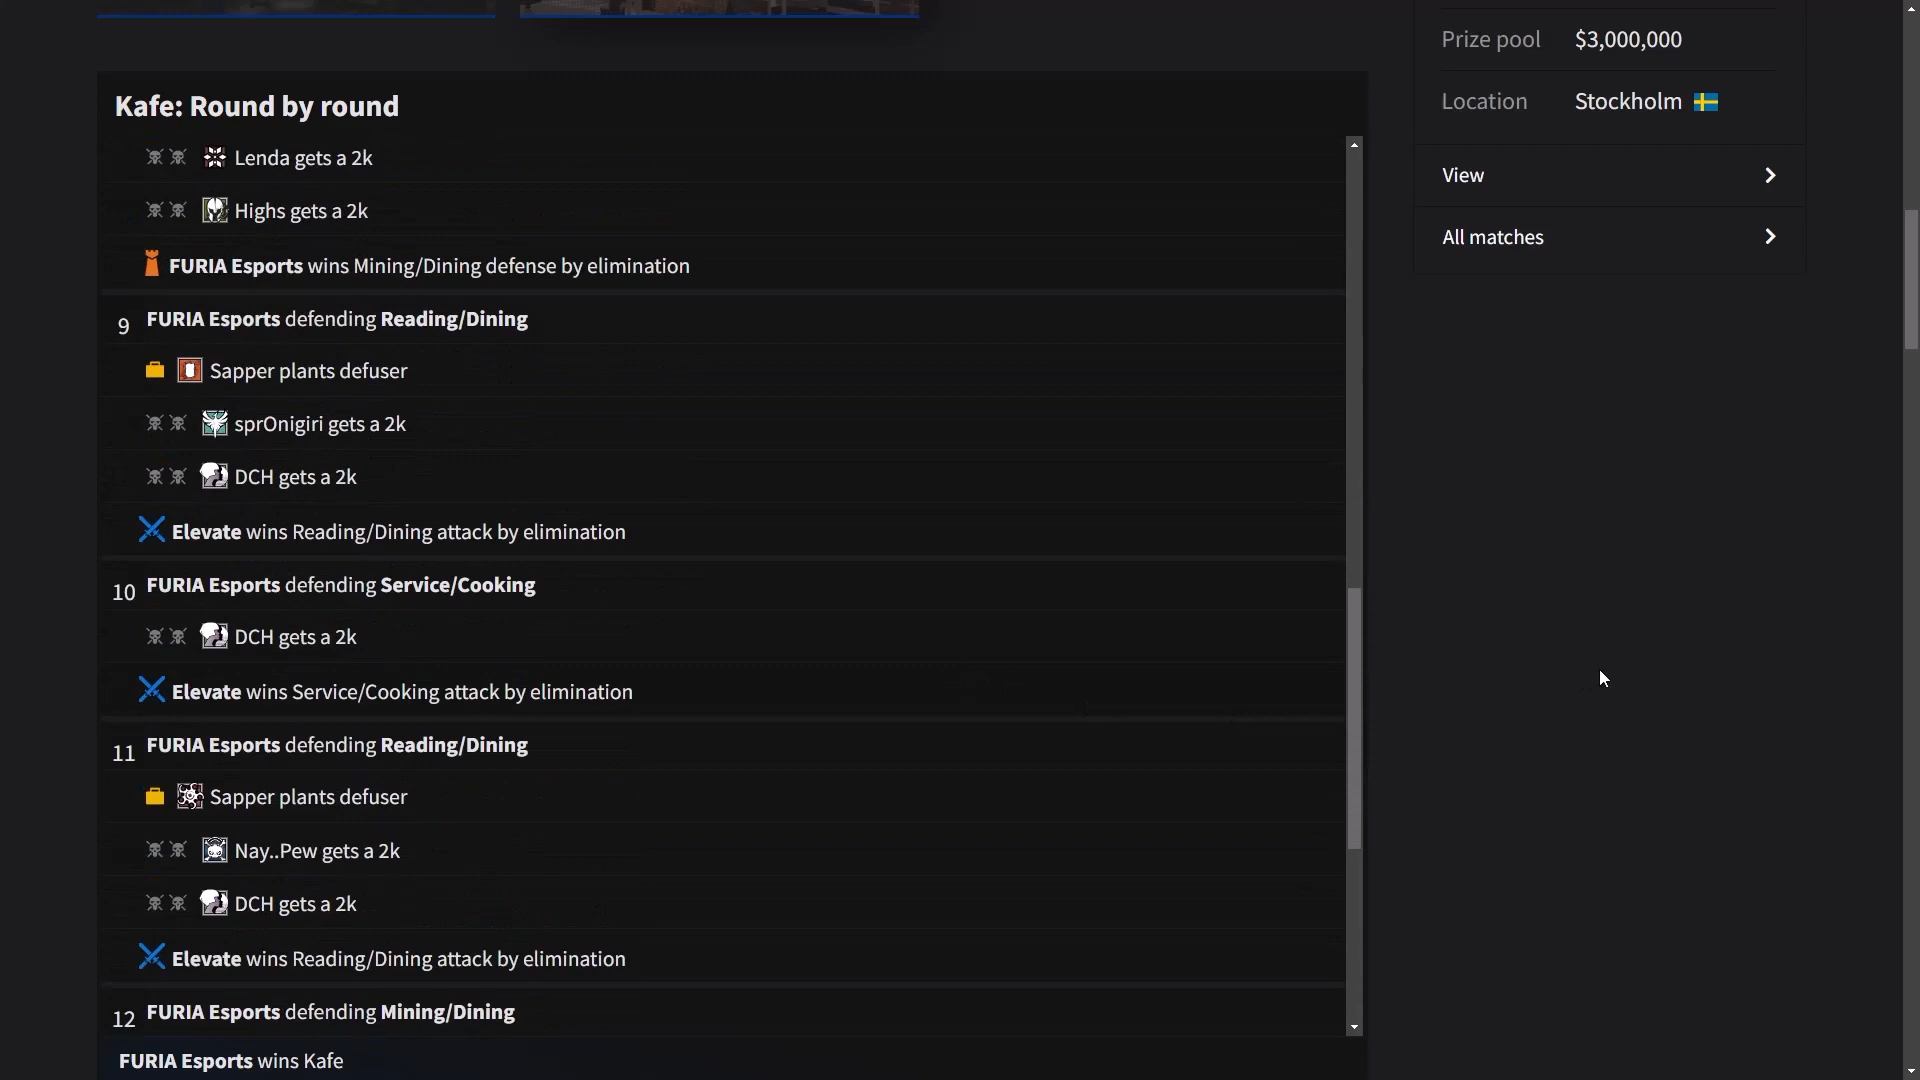 Prize pool $3,000,000
Location Stockholm
View
All matches
Kafe: Round by round
Lenda gets a 2k
Highs gets a 2k
FURIA Esports wins Mining/Dining defense by elimination
9 FURIA Esports defending Reading/Dining
Sapper plants defuser
sprOnigiri gets a 2k
DCH gets a 2k
Elevate wins Reading/Dining attack by elimination
10 FURIA Esports defending Service/Cooking
DCH gets a 2k
Elevate wins Service/Cooking attack by elimination
11 FURIA Esports defending Reading/Dining
Sapper plants defuser
Nay..Pew gets a 2k
DCH gets a 2k
Elevate wins Reading/Dining attack by elimination
12 FURIA Esports defending Mining/Dining
FURIA Esports wins Kafe